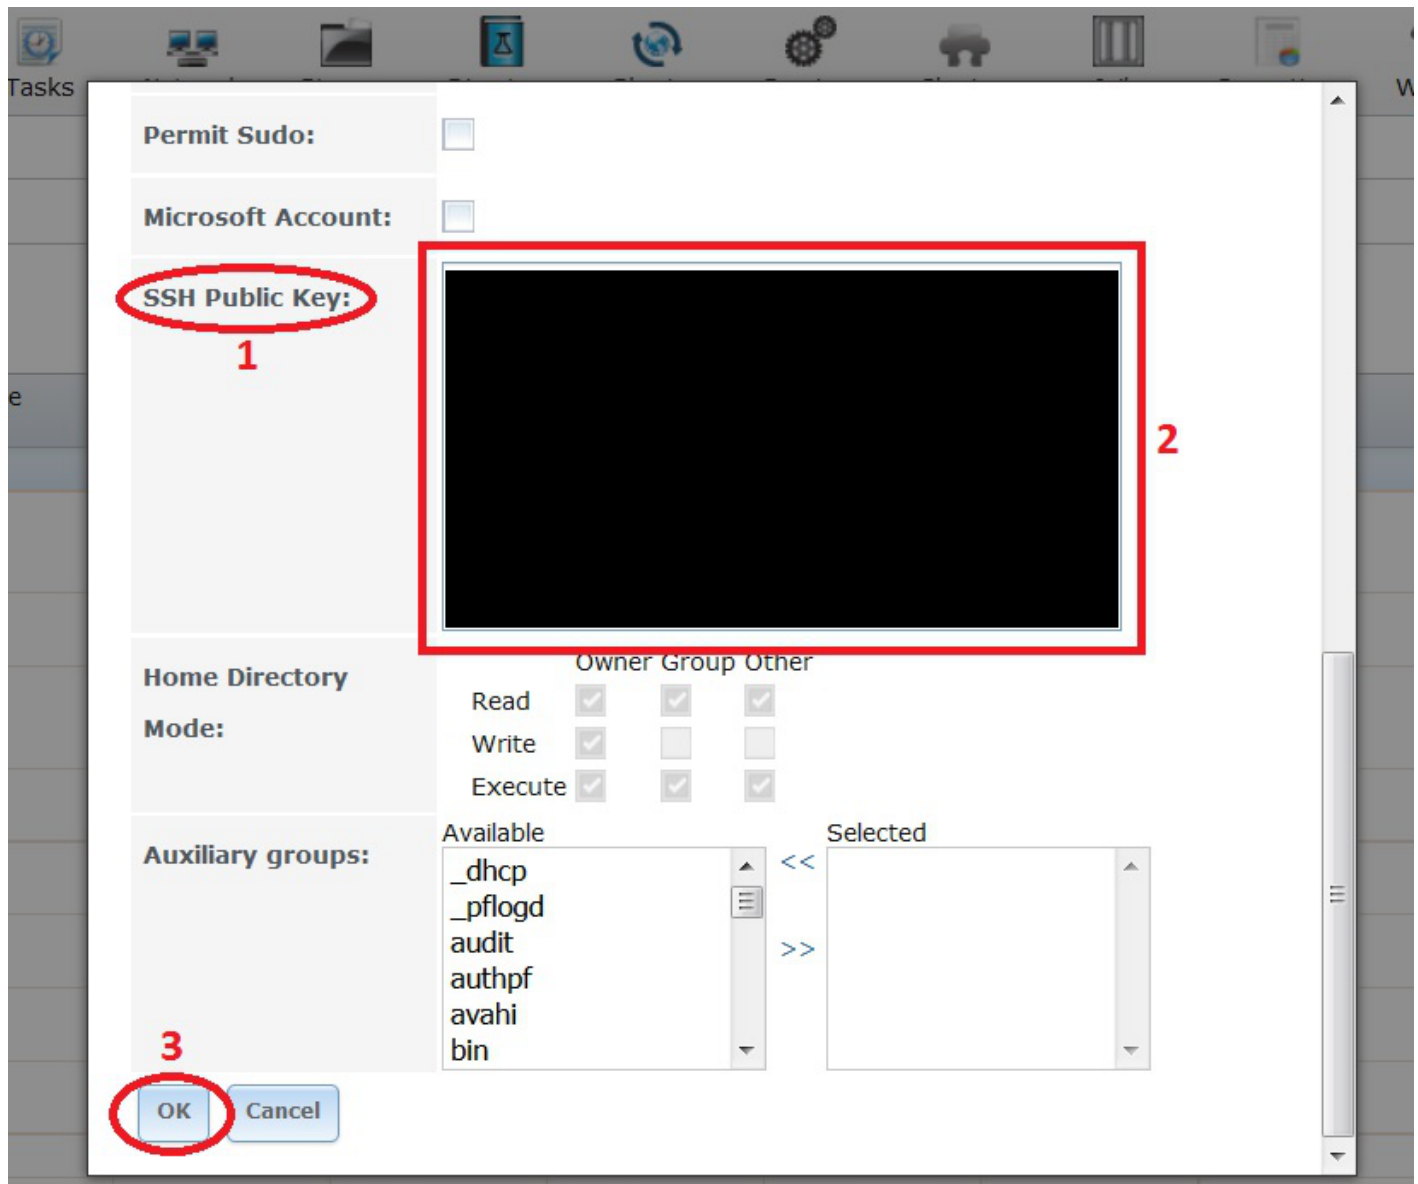 Tasks
W
Permit Sudo:
Microsoft Account:
SSH Public Key:
1
e
2
Home Directory
Mode:
Owner Group Other
Read
Write
Execute
Auxiliary groups:
Available
Selected
_dhcp
<<
_pflogd
audit
>>
authpf
avahi
bin
3
OK
Cancel